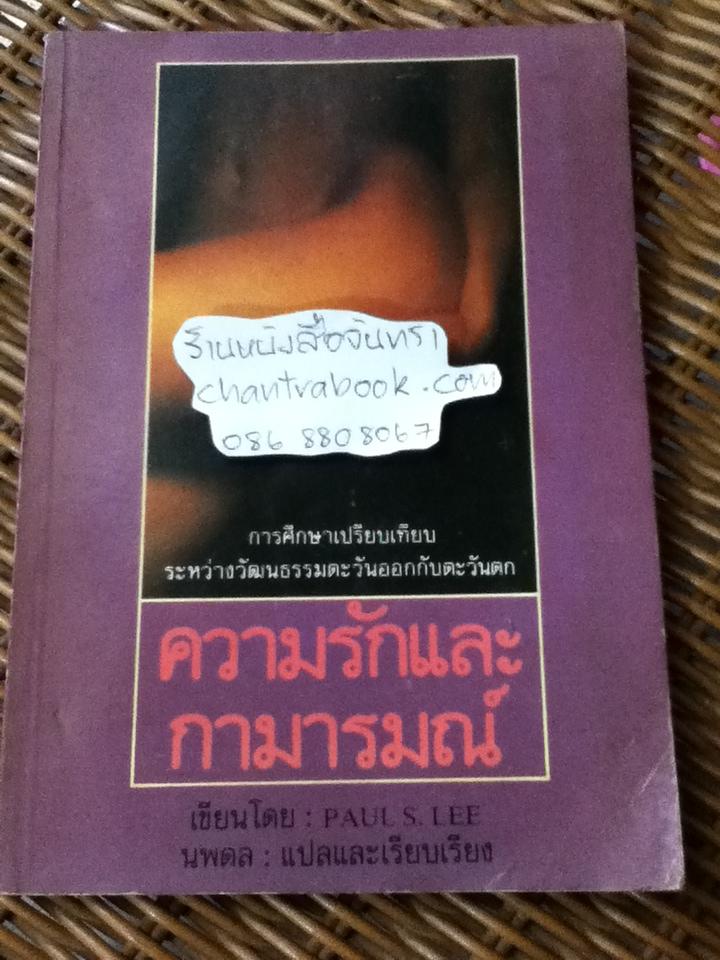 ร้านหนังสือจันทรา
chantrabook.com
086 8808067
การศึกษาเปรียบเทียบ
ระหว่างวัฒนธรรมตะวันออกกับตะวันตก
ความรักและ
กามารมณ์
เขียนโดย : PAUL S. LEE
นพดล : แปลและเรียบเรียง